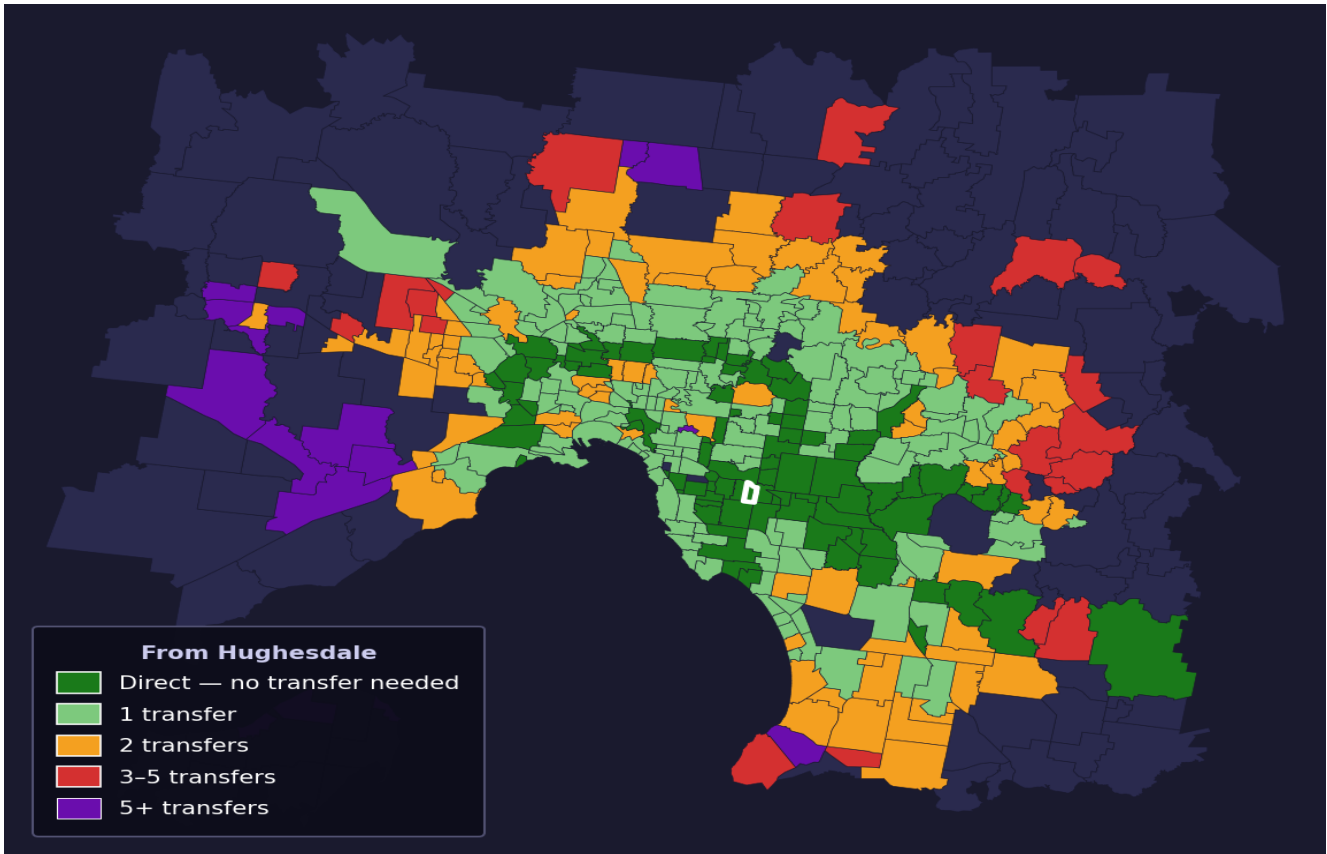 From Hughesdale
Direct — no transfer needed
1 transfer
2 transfers
3–5 transfers
5+ transfers